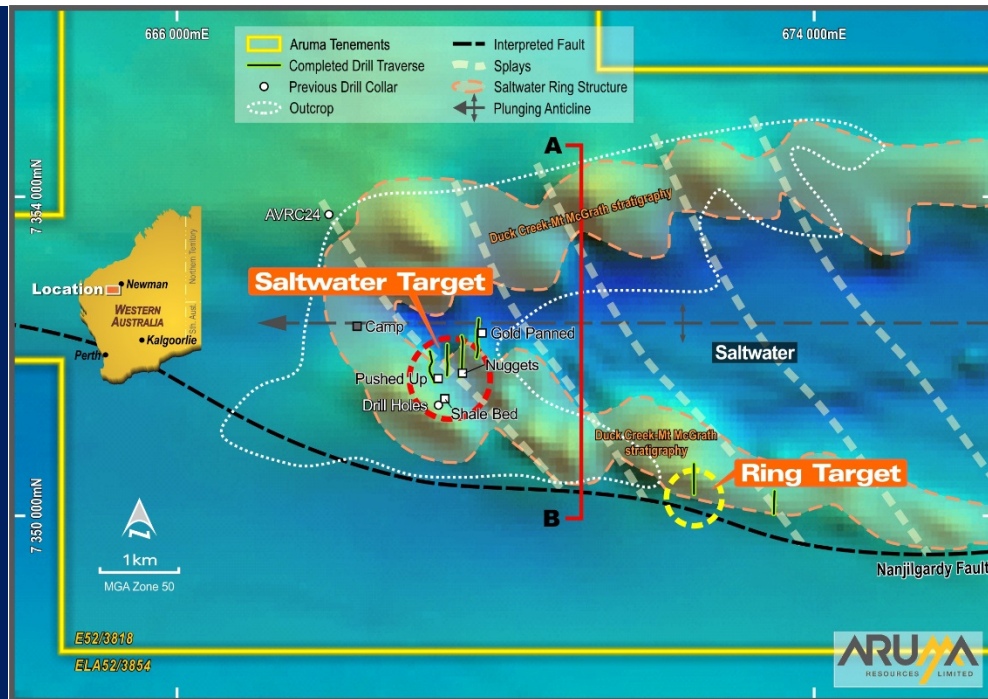 666 000mE
674 000mE
Aruma Tenements
Completed Drill Traverse
Previous Drill Collar
Outcrop
Interpreted Fault
Splays
Saltwater Ring Structure
Plunging Anticline
A
7 354 000mN
AVRC24
Duck Creek-Mt McGrath stratigraphy
Northern Territory
Sth. Aust.
Location
Newman
WESTERN
AUSTRALIA
Kalgoorlie
Perth
Saltwater Target
Camp
Gold Panned
Saltwater
Nuggets
Pushed Up
Drill Holes
Shale Bed
Duck Creek-Mt McGrath
stratigraphy
Ring Target
B
7 350 000mN
N
1km
MGA Zone 50
Nanjilgardy Fault
E52/3818
ELA52/3854
ARUMA
RESOURCES LIMITED